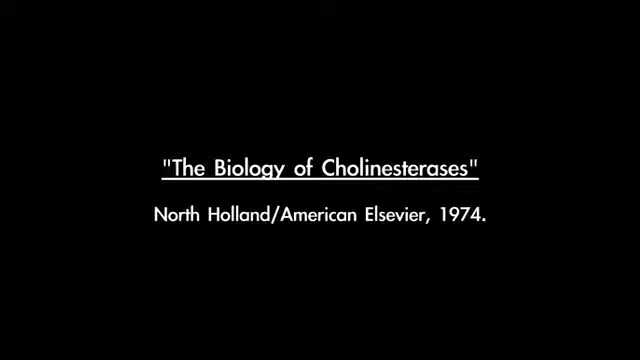 "The Biology of Cholinesterases"
North Holland/American Elsevier, 1974.